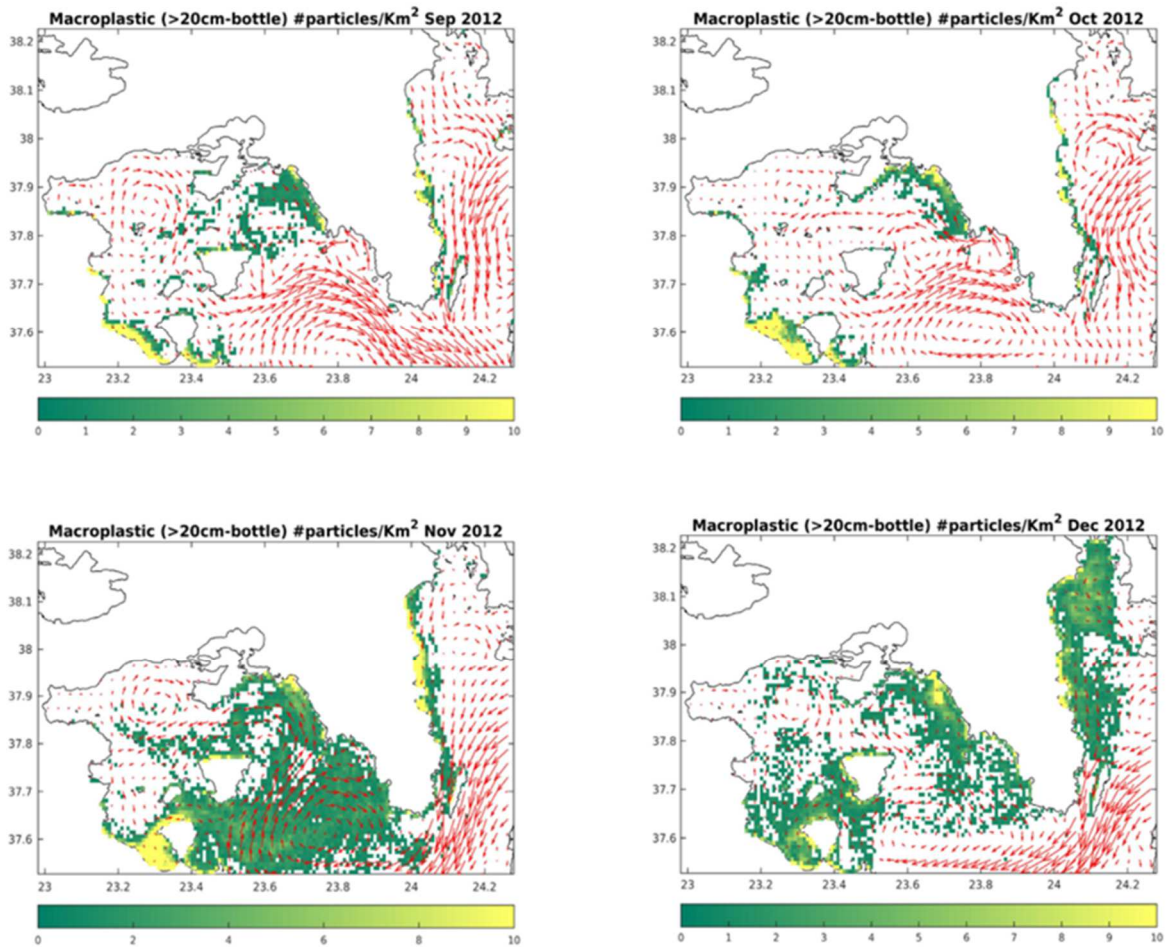 Macroplastic (>20cm-bottle) #particles/Km² Sep 2012
38.2
38.1
38
37.9
37.8
37.7
37.6
23 23.2 23.4 23.6 23.8 24 24.2
0 1 2 3 4 5 6 7 8 9 10
Macroplastic (>20cm-bottle) #particles/Km² Oct 2012
38.2
38.1
38
37.9
37.8
37.7
37.6
23 23.2 23.4 23.6 23.8 24 24.2
0 1 2 3 4 5 6 7 8 9 10
Macroplastic (>20cm-bottle) #particles/Km² Nov 2012
38.2
38.1
38
37.9
37.8
37.7
37.6
23 23.2 23.4 23.6 23.8 24 24.2
0 2 4 6 8 10
Macroplastic (>20cm-bottle) #particles/Km² Dec 2012
38.2
38.1
38
37.9
37.8
37.7
37.6
23 23.2 23.4 23.6 23.8 24 24.2
0 1 2 3 4 5 6 7 8 9 10